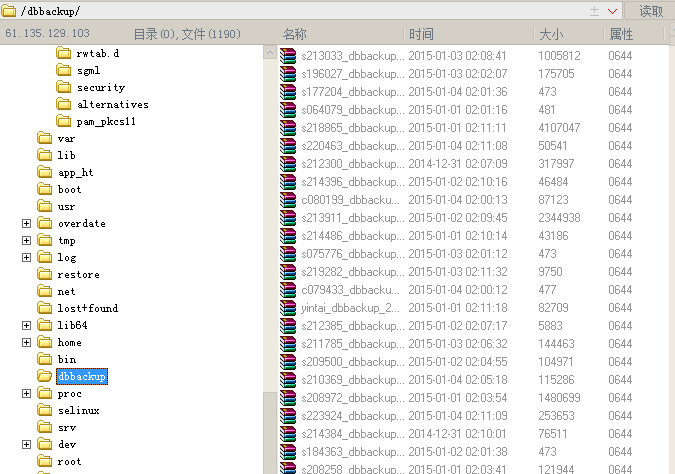 /dbbackup/ 读取
61.135.129.103 目录(0),文件(1190) 名称 时间 大小 属性
rwtab.d
sgml
security
alternatives
pam_pkcs11
var
lib
app_ht
boot
usr
overdate
tmp
log
restore
net
lost+found
lib64
home
bin
dbbackup
proc
selinux
srv
dev
root
s213033_dbbackup... 2015-01-03 02:08:41 1005812 0644
s196027_dbbackup... 2015-01-03 02:02:07 175705 0644
s177204_dbbackup... 2015-01-04 02:01:36 473 0644
s064079_dbbackup... 2015-01-01 02:01:16 481 0644
s218865_dbbackup... 2015-01-01 02:11:11 4107047 0644
s220463_dbbackup... 2015-01-04 02:11:08 50541 0644
s212300_dbbackup... 2014-12-31 02:07:09 317997 0644
s214396_dbbackup... 2015-01-02 02:10:16 46484 0644
c080199_dbbacku... 2015-01-04 02:00:13 87123 0644
s213911_dbbackup... 2015-01-02 02:09:45 2344938 0644
s214486_dbbackup... 2015-01-01 02:10:14 43186 0644
s075776_dbbackup... 2015-01-03 02:01:12 473 0644
s219282_dbbackup... 2015-01-03 02:11:32 9750 0644
c079433_dbbacku... 2015-01-04 02:00:12 477 0644
yintai_dbbackup_2... 2015-01-01 02:11:18 82709 0644
s212385_dbbackup... 2015-01-02 02:07:17 5883 0644
s211785_dbbackup... 2015-01-03 02:06:32 144463 0644
s209500_dbbackup... 2015-01-02 02:04:55 104971 0644
s210369_dbbackup... 2015-01-04 02:05:18 115286 0644
s208972_dbbackup... 2015-01-01 02:03:54 1480699 0644
s223924_dbbackup... 2015-01-04 02:11:09 253653 0644
s214384_dbbackup... 2014-12-31 02:10:01 76511 0644
s184363_dbbackup... 2015-01-02 02:01:38 473 0644
s208258_dbbackup... 2015-01-02 02:03:41 121944 0644